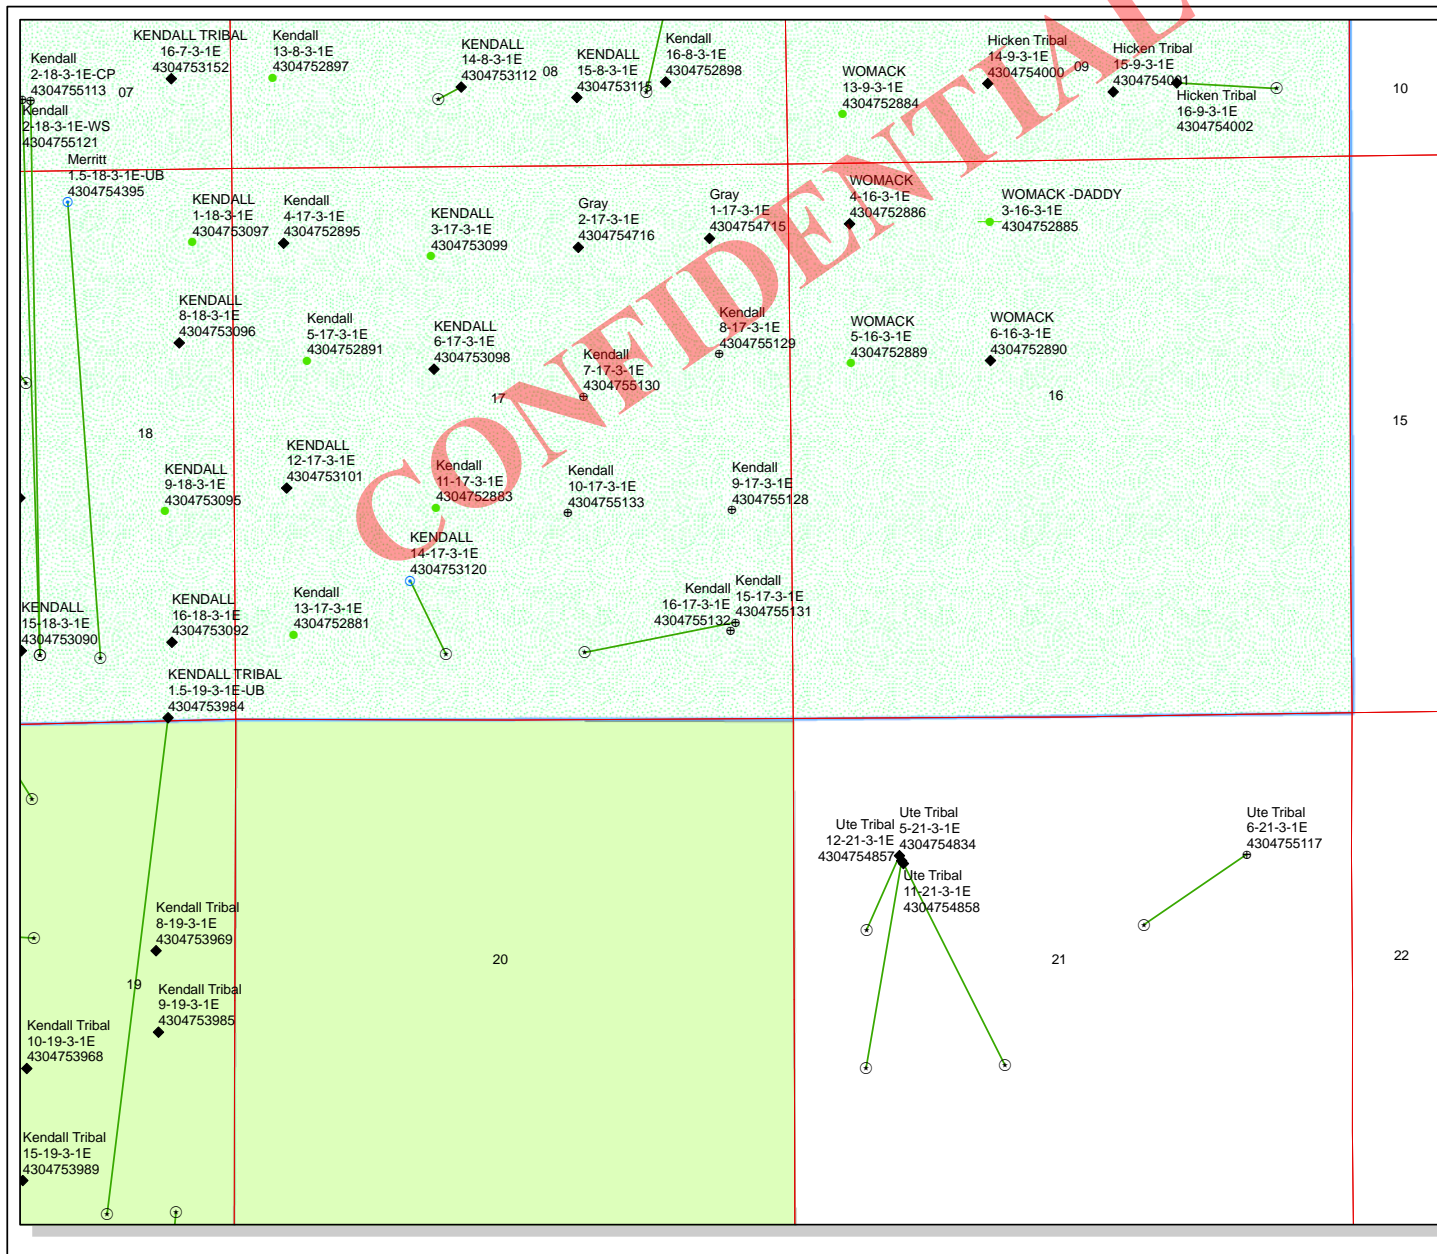 KENDALL TRIBAL
16-7-3-1E
4304753152
Kendall
13-8-3-1E
4304752897
KENDALL
14-8-3-1E
4304753112
08
KENDALL
15-8-3-1E
4304753115
Kendall
16-8-3-1E
4304752898
WOMACK
13-9-3-1E
4304752884
Hicken Tribal
14-9-3-1E
4304754000
09
Hicken Tribal
15-9-3-1E
4304754001
Hicken Tribal
16-9-3-1E
4304754002
10
Kendall
2-18-3-1E-CP
4304755113
07
Kendall
2-18-3-1E-WS
4304755121
Merritt
1.5-18-3-1E-UB
4304754395
KENDALL
1-18-3-1E
4304753097
Kendall
4-17-3-1E
4304752895
KENDALL
3-17-3-1E
4304753099
Gray
2-17-3-1E
4304754716
Gray
1-17-3-1E
4304754715
WOMACK
4-16-3-1E
4304752886
WOMACK -DADDY
3-16-3-1E
4304752885
KENDALL
8-18-3-1E
4304753096
Kendall
5-17-3-1E
4304752891
KENDALL
6-17-3-1E
4304753098
Kendall
7-17-3-1E
4304755130
Kendall
8-17-3-1E
4304755129
WOMACK
5-16-3-1E
4304752889
WOMACK
6-16-3-1E
4304752890
17
16
15
18
KENDALL
9-18-3-1E
4304753095
KENDALL
12-17-3-1E
4304753101
Kendall
11-17-3-1E
4304752883
Kendall
10-17-3-1E
4304755133
Kendall
9-17-3-1E
4304755128
KENDALL
14-17-3-1E
4304753120
KENDALL
15-18-3-1E
4304753090
KENDALL
16-18-3-1E
4304753092
Kendall
13-17-3-1E
4304752881
Kendall
16-17-3-1E
4304755132
Kendall
15-17-3-1E
4304755131
KENDALL TRIBAL
1.5-19-3-1E-UB
4304753984
CONFIDENTIAL
Ute Tribal
12-21-3-1E
4304754857
Ute Tribal
5-21-3-1E
4304754834
Ute Tribal
11-21-3-1E
4304754858
Ute Tribal
6-21-3-1E
4304755117
Kendall Tribal
8-19-3-1E
4304753969
19
20
21
22
Kendall Tribal
9-19-3-1E
4304753985
Kendall Tribal
10-19-3-1E
4304753968
Kendall Tribal
15-19-3-1E
4304753989